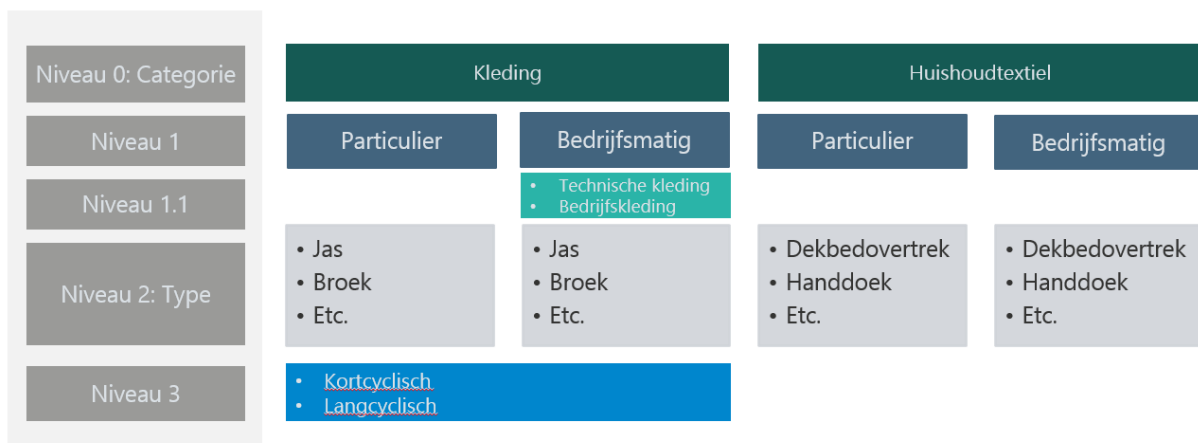 Niveau 0: Categorie
Kleding
Huishoudtextiel
Niveau 1
Particulier
Bedrijfsmatig
Particulier
Bedrijfsmatig
Niveau 1.1
• Technische kleding
• Bedrijfskleding
Niveau 2: Type
• Jas
• Broek
• Etc.
• Jas
• Broek
• Etc.
• Dekbedovertrek
• Handdoek
• Etc.
• Dekbedovertrek
• Handdoek
• Etc.
Niveau 3
• Kortcyclisch
• Langcyclisch